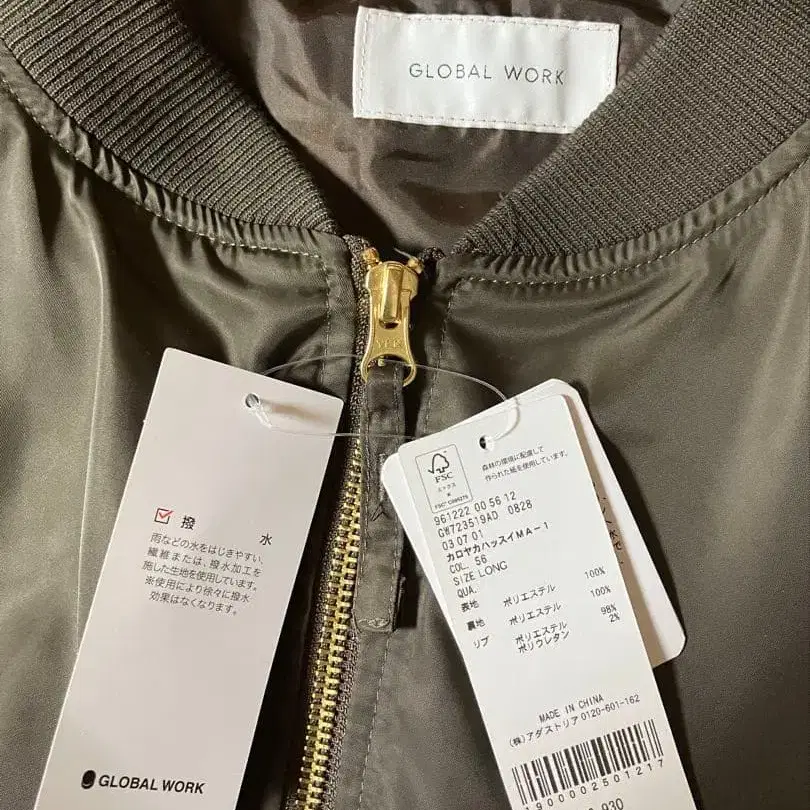 GLOBAL WORK
YKK
撥水
雨などの水をはじきやすい、
繊維または、撥水加工を
施した生地を使用しています。
※使用により徐々に撥水
効果はなくなります。
GLOBAL WORK
FSC
森林の環境に配慮して
作られた紙を使用しています。
961222 00 56 12
GW723519AD 0828
03 07 01
カロヤカハッスイMA-1
COL. 56
SIZE LONG
QUA.
表地 ポリエステル 100%
裏地 ポリエステル 100%
リブ ポリエステル 98%
ポリウレタン 2%
MADE IN CHINA
(株)アダストリア 0120-601-162
1900002501217
930